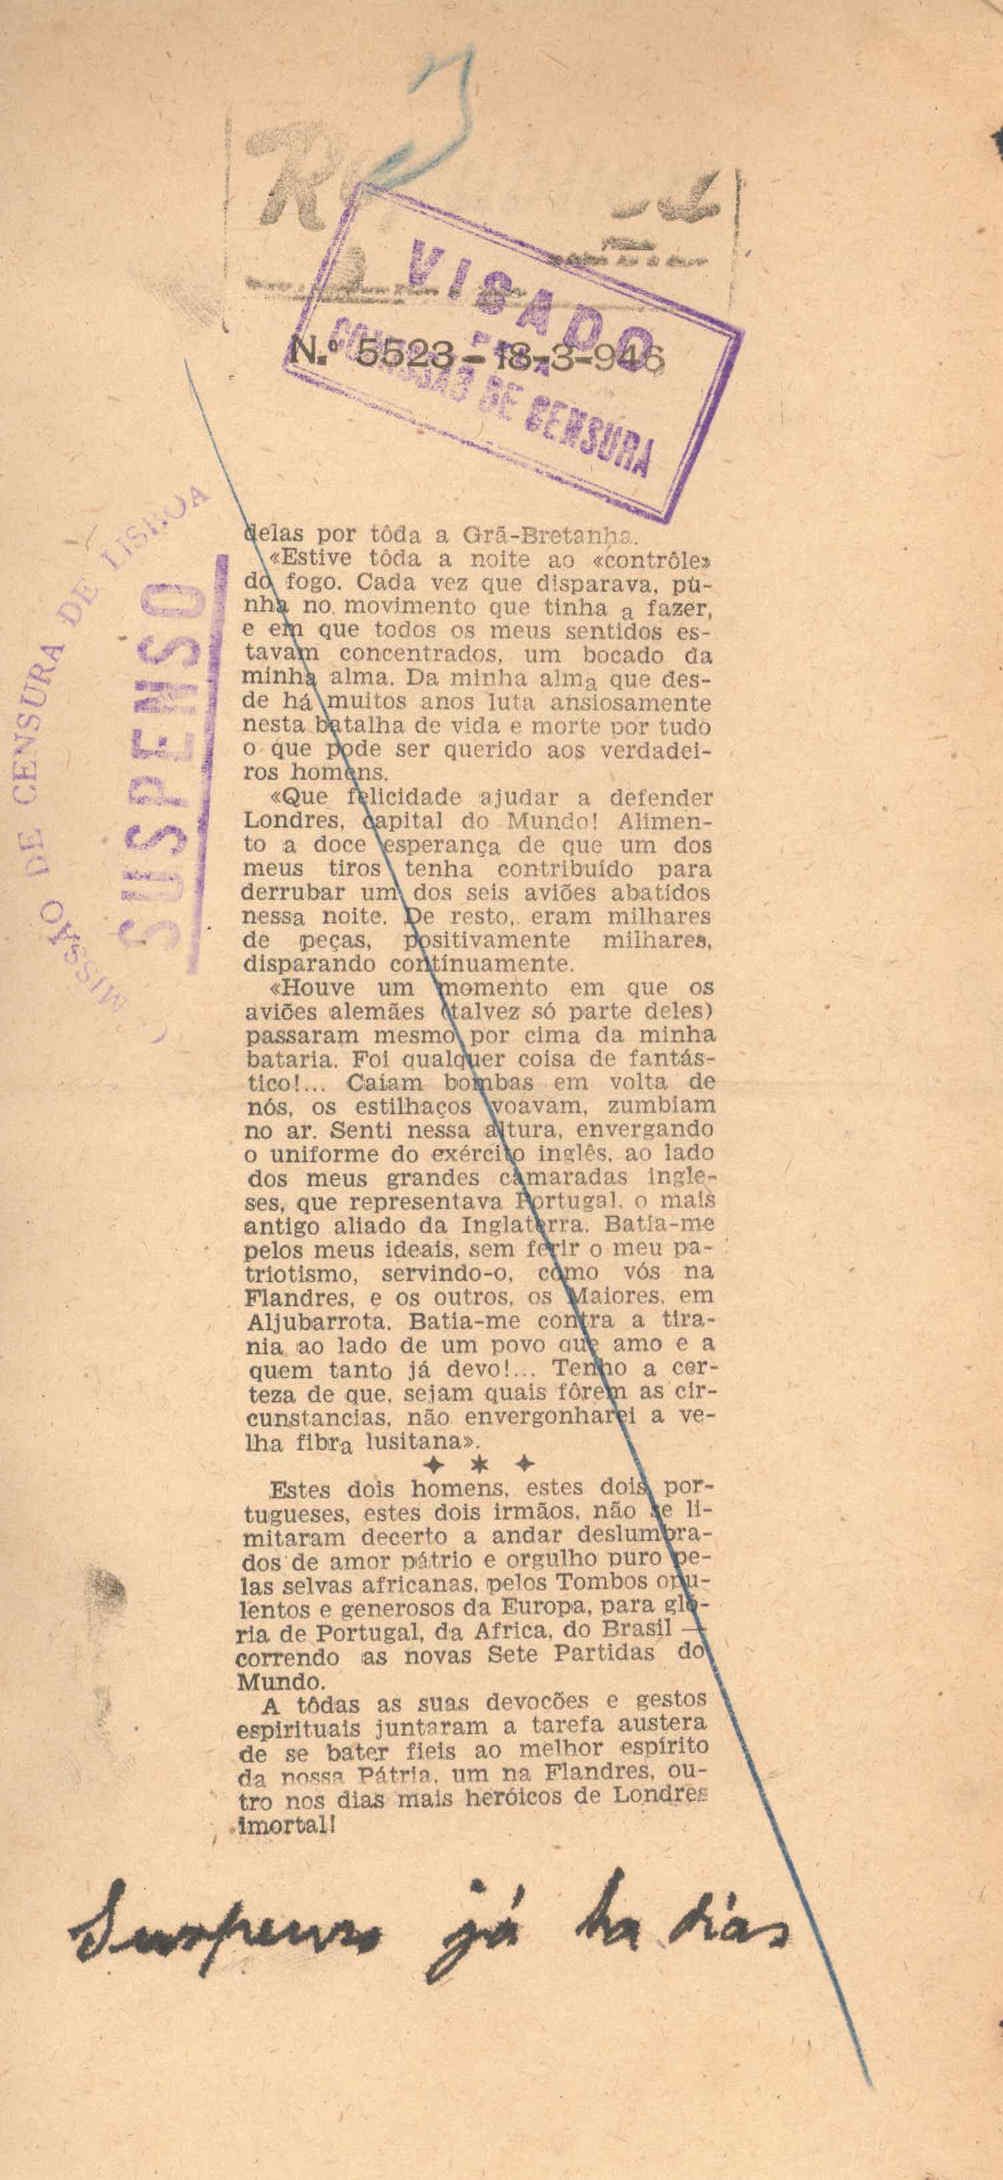 VISADO
PELA
COMISSÃO DE CENSURA
N.º 5523 - 18-3-946
COMISSÃO DE CENSURA DE LISBOA
SUSPENSO
delas por tôda a Grã-Bretanha.
«Estive tôda a noite ao «contrôle»
do fogo. Cada vez que disparava, pu-
nha no movimento que tinha a fazer,
e em que todos os meus sentidos es-
tavam concentrados, um bocado da
minha alma. Da minha alma que des-
de há muitos anos luta ansiosamente
nesta batalha de vida e morte por tudo
o que pode ser querido aos verdadei-
ros homens.
«Que felicidade ajudar a defender
Londres, capital do Mundo! Alimen-
to a doce esperança de que um dos
meus tiros tenha contribuído para
derrubar um dos seis aviões abatidos
nessa noite. De resto, eram milhares
de peças, positivamente milhares,
disparando contínuamente.
«Houve um momento em que os
aviões alemães (talvez só parte deles)
passaram mesmo por cima da minha
bataria. Foi qualquer coisa de fantás-
tico!... Caíam bombas em volta de
nós, os estilhaços voavam, zumbiam
no ar. Senti nessa altura, envergando
o uniforme do exército inglês, ao lado
dos meus grandes camaradas ingle-
ses, que representava Portugal, o mais
antigo aliado da Inglaterra. Batia-me
pelos meus ideais, sem ferir o meu pa-
triotismo, servindo-o, como vós na
Flandres, e os outros, os Maiores, em
Aljubarrota. Batia-me contra a tira-
nia ao lado de um povo que amo e a
quem tanto já devo!... Tenho a cer-
teza de que, sejam quais fôrem as cir-
cunstancias, não envergonharei a ve-
lha fibra lusitana».
✦ * ✦
Estes dois homens, estes dois por-
tugueses, estes dois irmãos, não se li-
mitaram decerto a andar deslumbra-
dos de amor pátrio e orgulho puro pe-
las selvas africanas, pelos Tombos opu-
lentos e generosos da Europa, para gló-
ria de Portugal, da Africa, do Brasil —
correndo as novas Sete Partidas do
Mundo.
A tôdas as suas devocões e gestos
espirituais juntaram a tarefa austera
de se bater fieis ao melhor espírito
da nossa Pátria, um na Flandres, ou-
tro nos dias mais heróicos de Londres
imortal!
Suspenso já ha dias